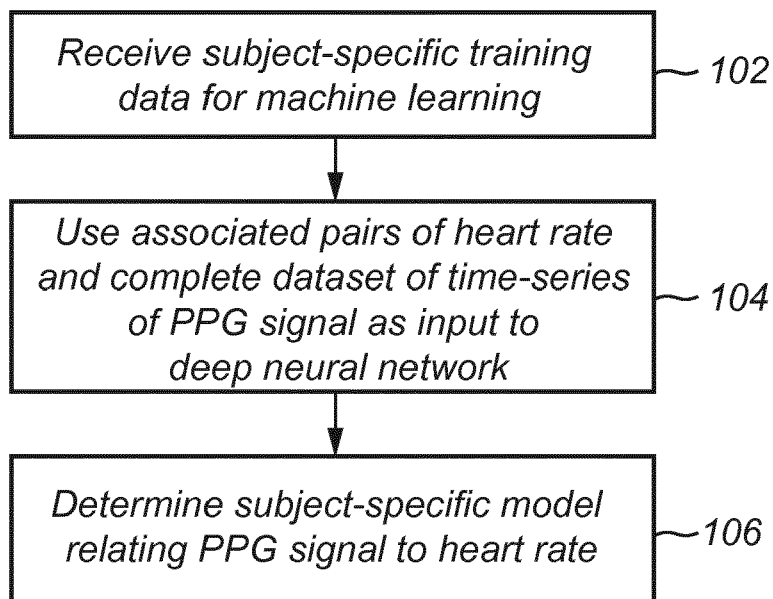 Receive subject-specific training
data for machine learning
102
Use associated pairs of heart rate
and complete dataset of time-series
of PPG signal as input to
deep neural network
104
Determine subject-specific model
relating PPG signal to heart rate
106